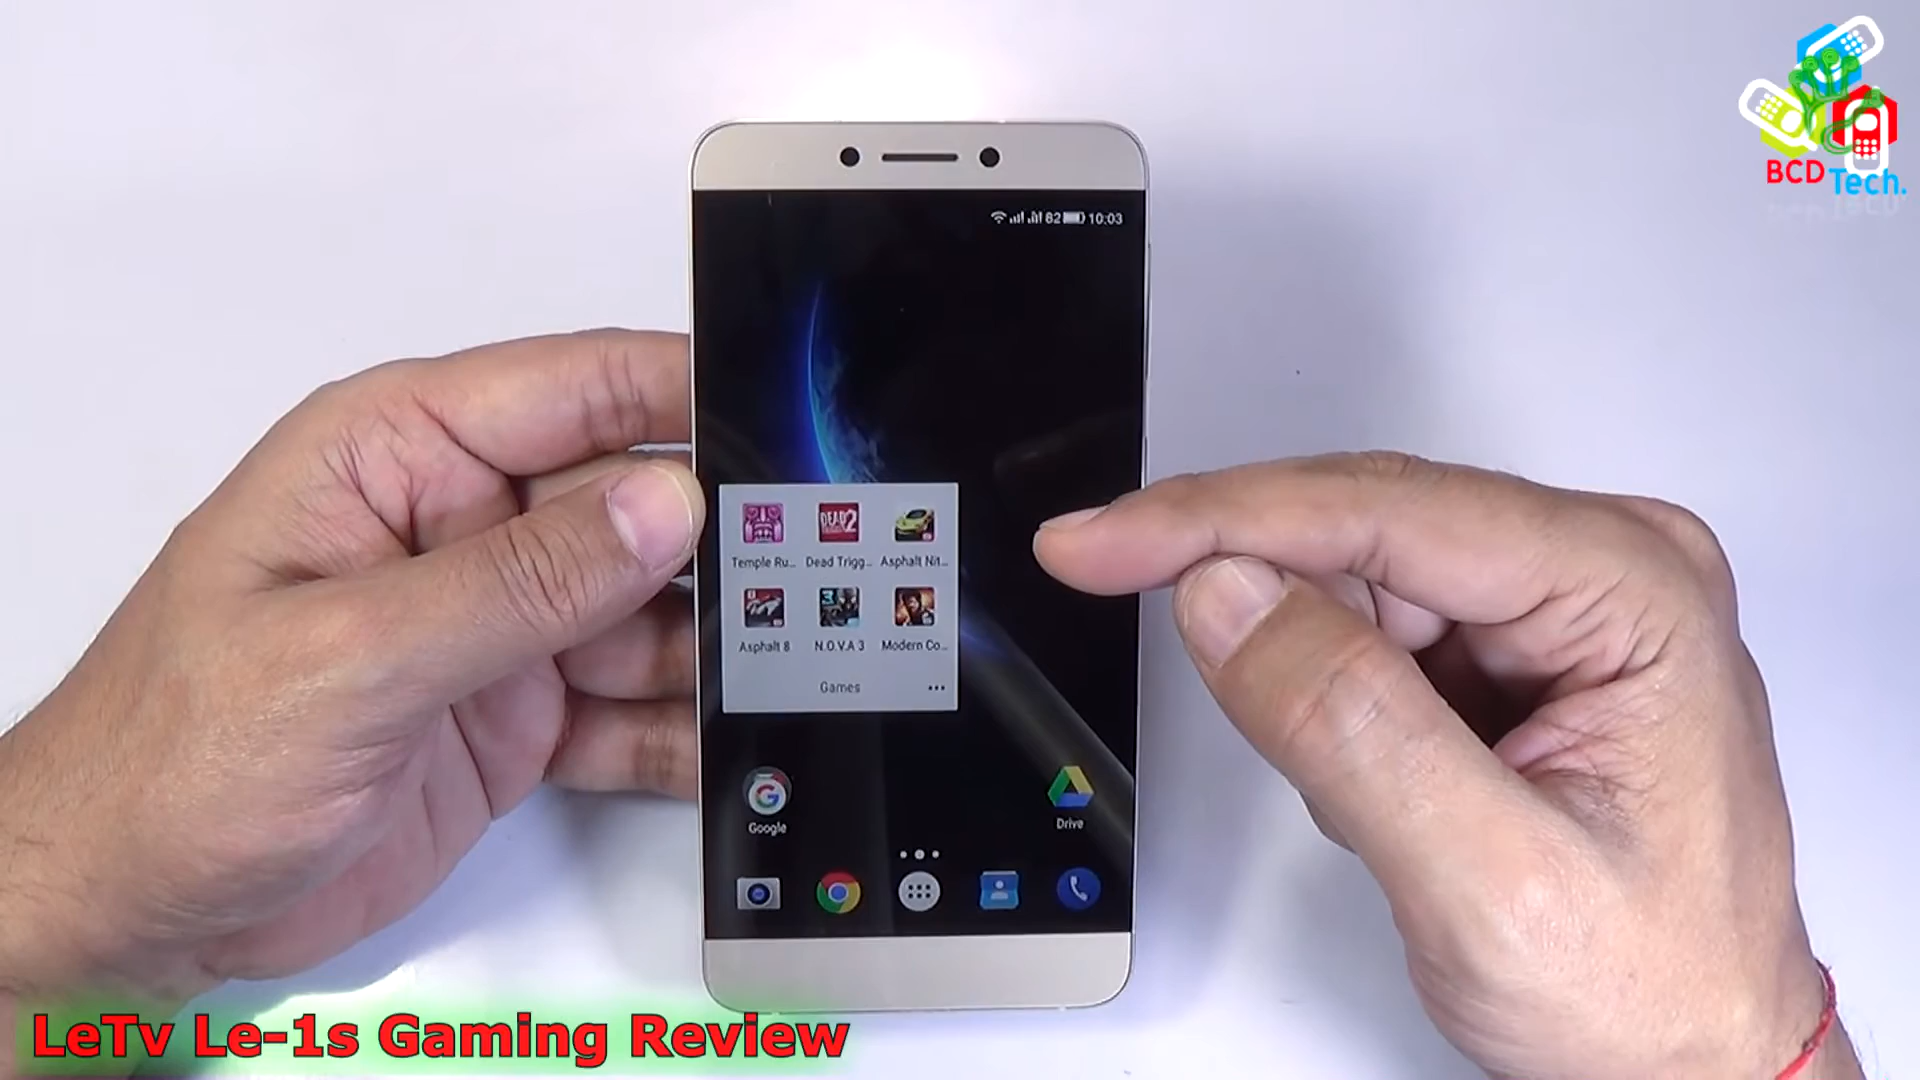 BCD Tech.
82 10:03
Temple Ru... Dead Trigg... Asphalt Nit...
Asphalt 8 N.O.V.A 3 Modern Co...
Games
Google Drive
LeTv Le-1s Gaming Review